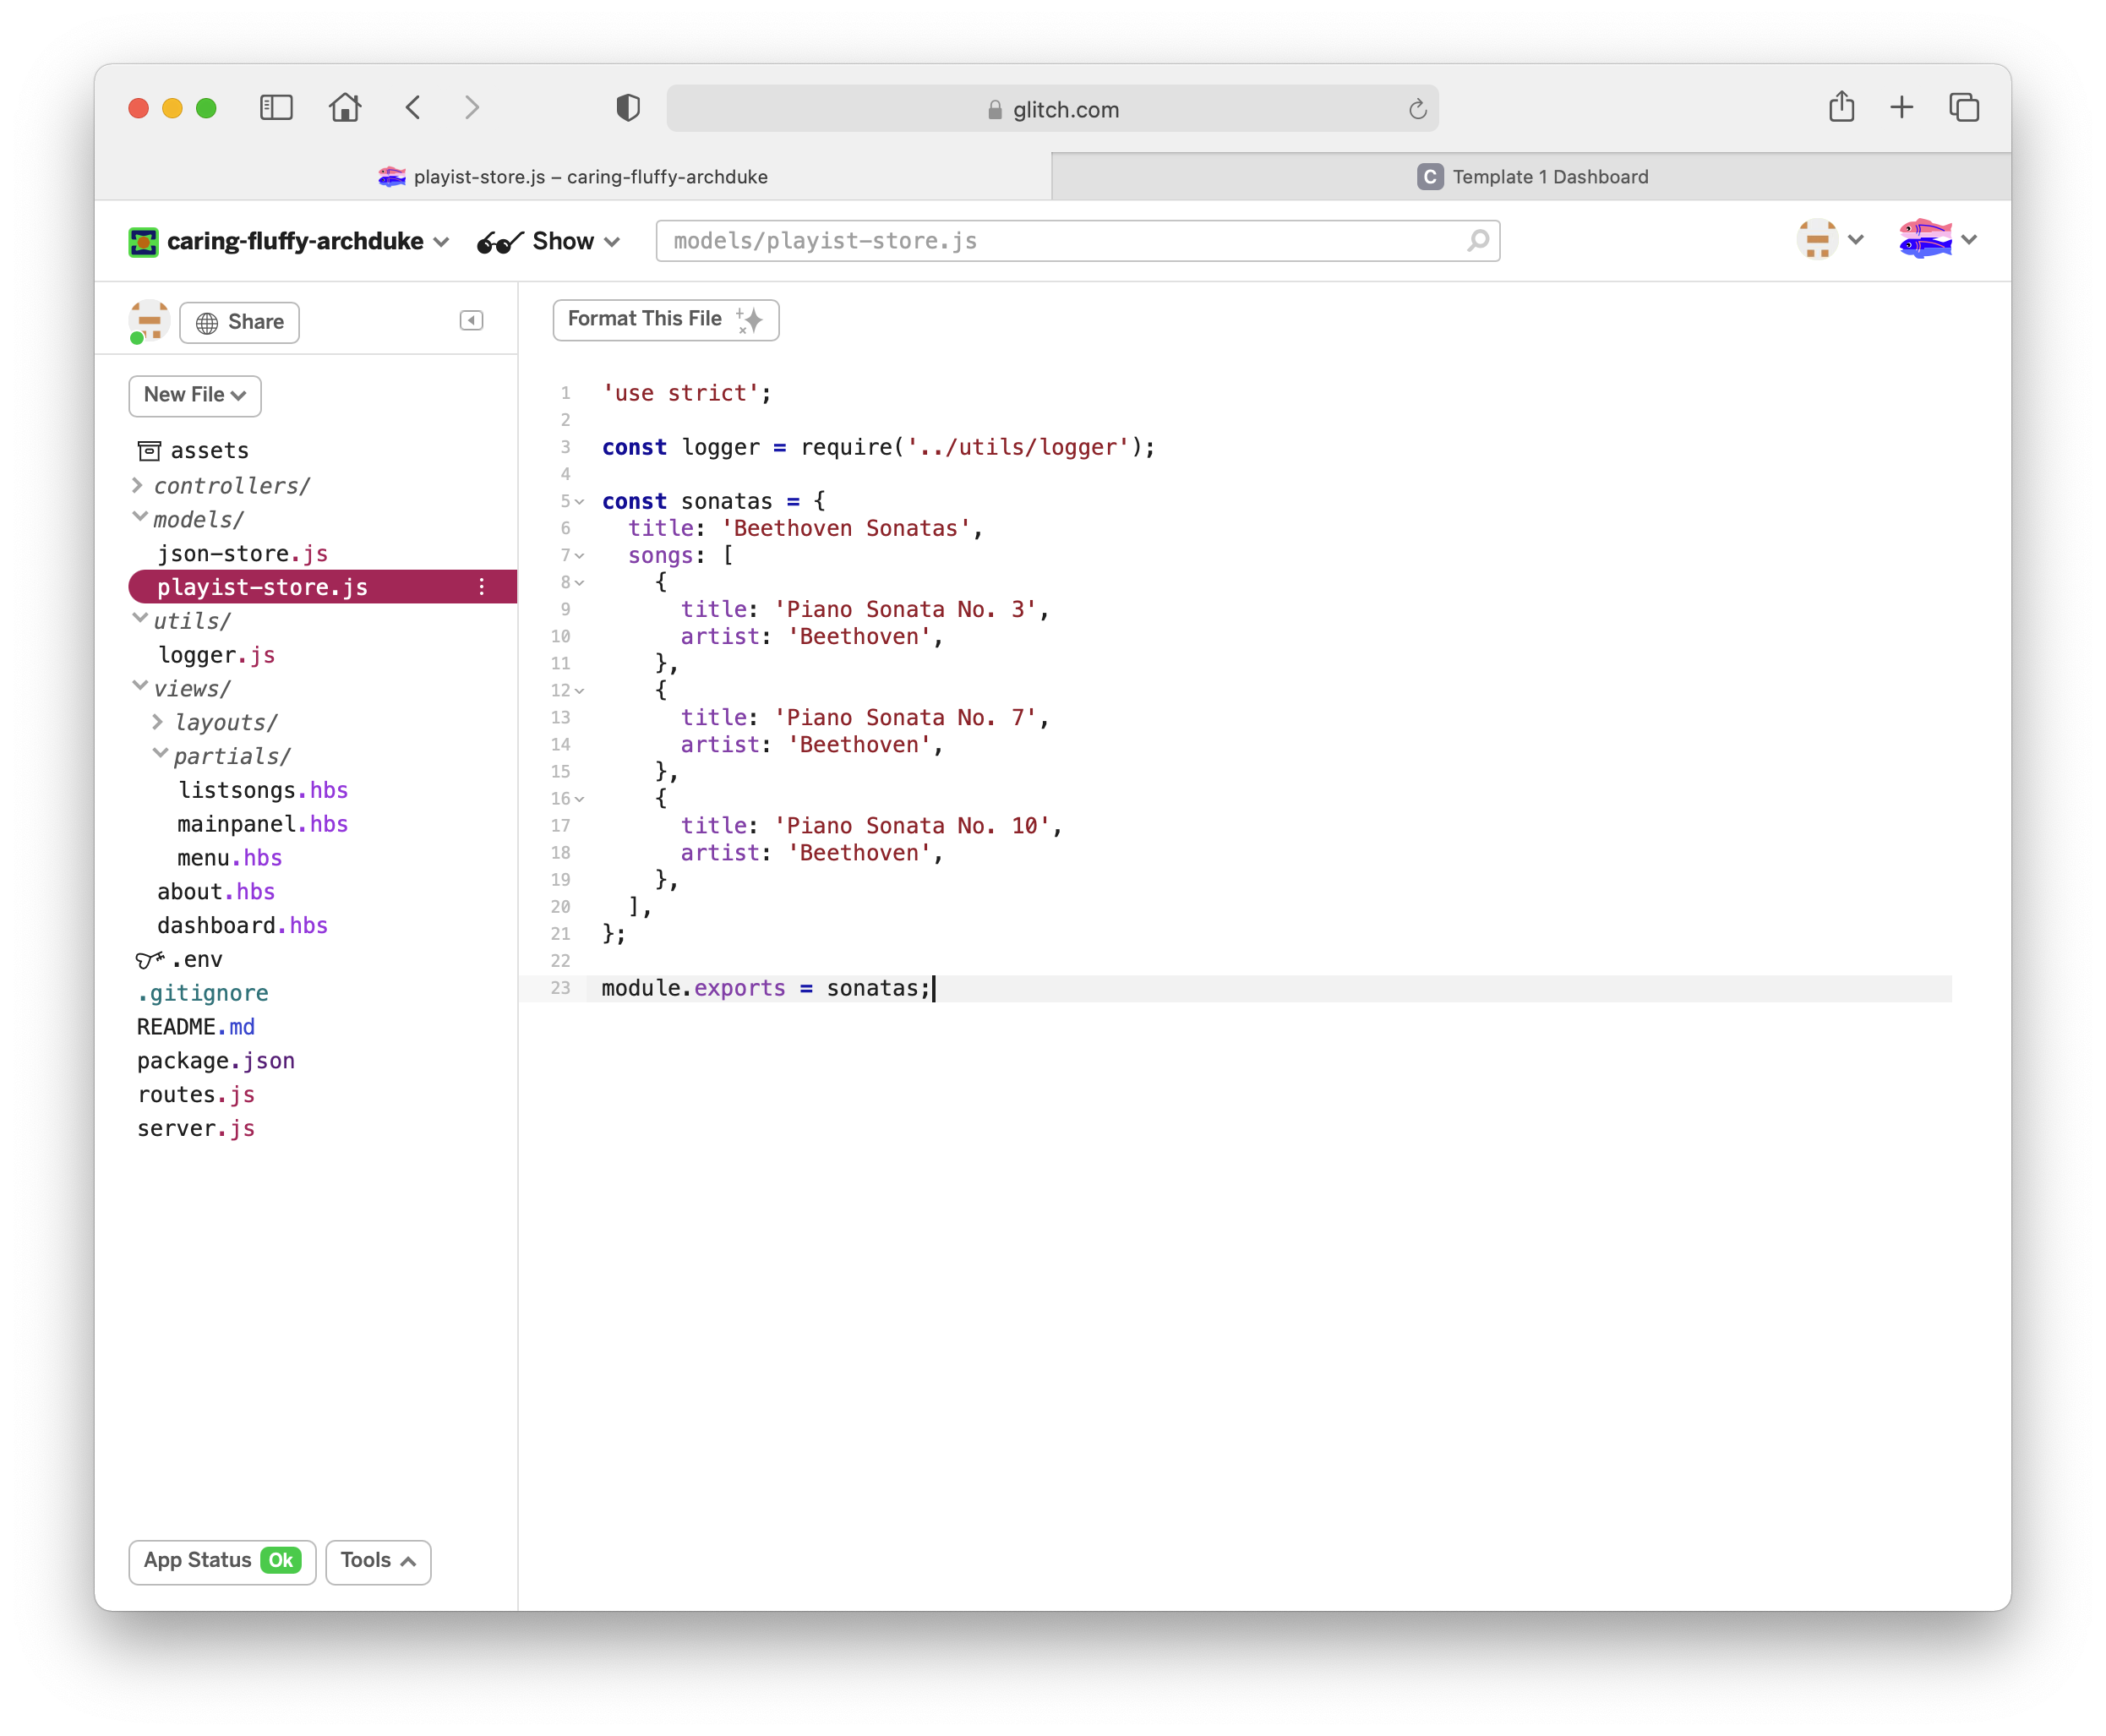 glitch.com
playist-store.js – caring-fluffy-archduke
C Template 1 Dashboard
caring-fluffy-archduke
Show
models/playist-store.js
Share
Format This File
New File
assets
controllers/
models/
json-store.js
playist-store.js
utils/
logger.js
views/
layouts/
partials/
listsongs.hbs
mainpanel.hbs
menu.hbs
about.hbs
dashboard.hbs
.env
.gitignore
README.md
package.json
routes.js
server.js
App Status Ok
Tools
1 'use strict';
2
3 const logger = require('../utils/logger');
4
5 const sonatas = {
6   title: 'Beethoven Sonatas',
7   songs: [
8     {
9       title: 'Piano Sonata No. 3',
10       artist: 'Beethoven',
11     },
12     {
13       title: 'Piano Sonata No. 7',
14       artist: 'Beethoven',
15     },
16     {
17       title: 'Piano Sonata No. 10',
18       artist: 'Beethoven',
19     },
20   ],
21 };
22
23 module.exports = sonatas;